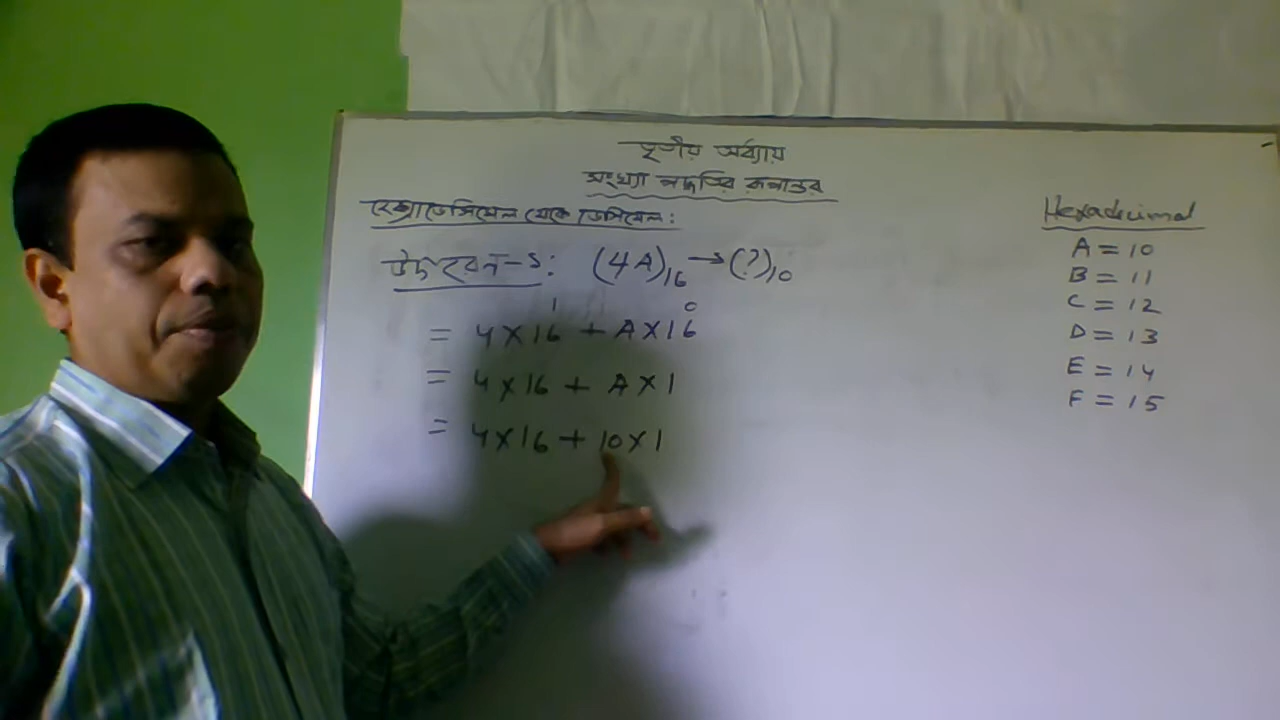 তৃতীয় অধ্যায়
সংখ্যা পদ্ধতির রূপান্তর
হেক্সাডেসিমেল থেকে ডেসিমেল:
উদাহরন-১: (4A)₁₆ → (?)₁₀
= 4×16¹ + A×16⁰
= 4×16 + A×1
= 4×16 + 10×1
Hexadecimal
A = 10
B = 11
C = 12
D = 13
E = 14
F = 15